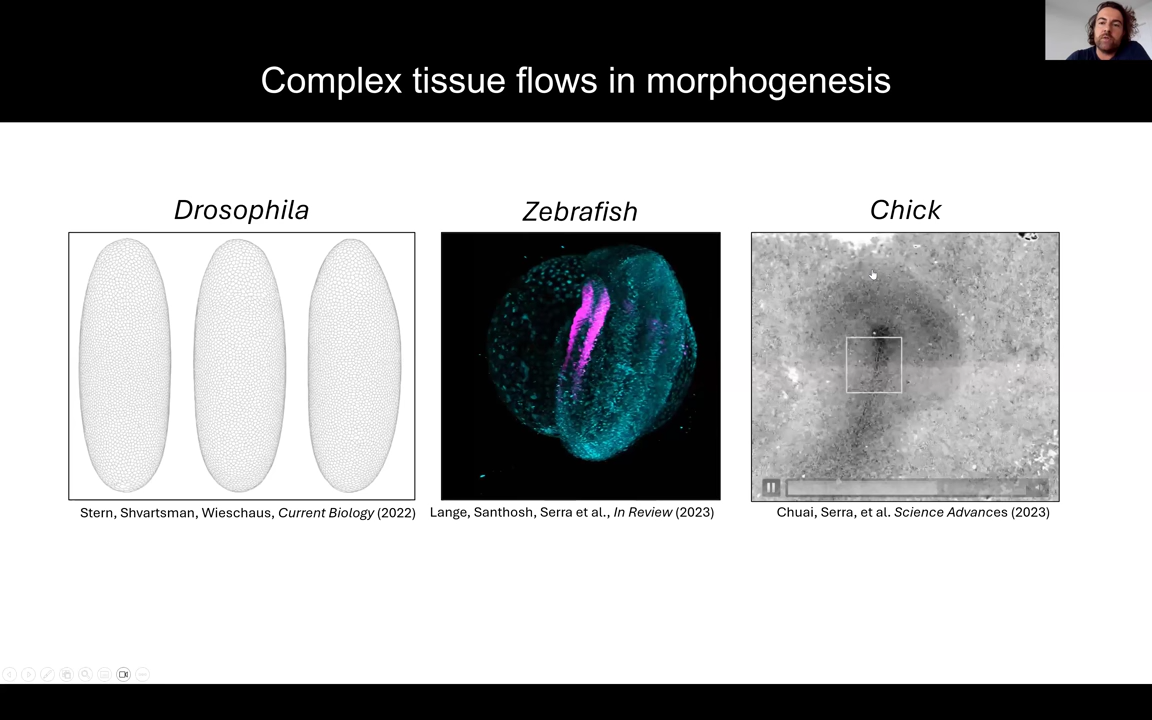 Complex tissue flows in morphogenesis
Drosophila
Zebrafish
Chick
Stern, Shvartsman, Wieschaus, Current Biology (2022)
Lange, Santhosh, Serra et al., In Review (2023)
Chuai, Serra, et al. Science Advances (2023)